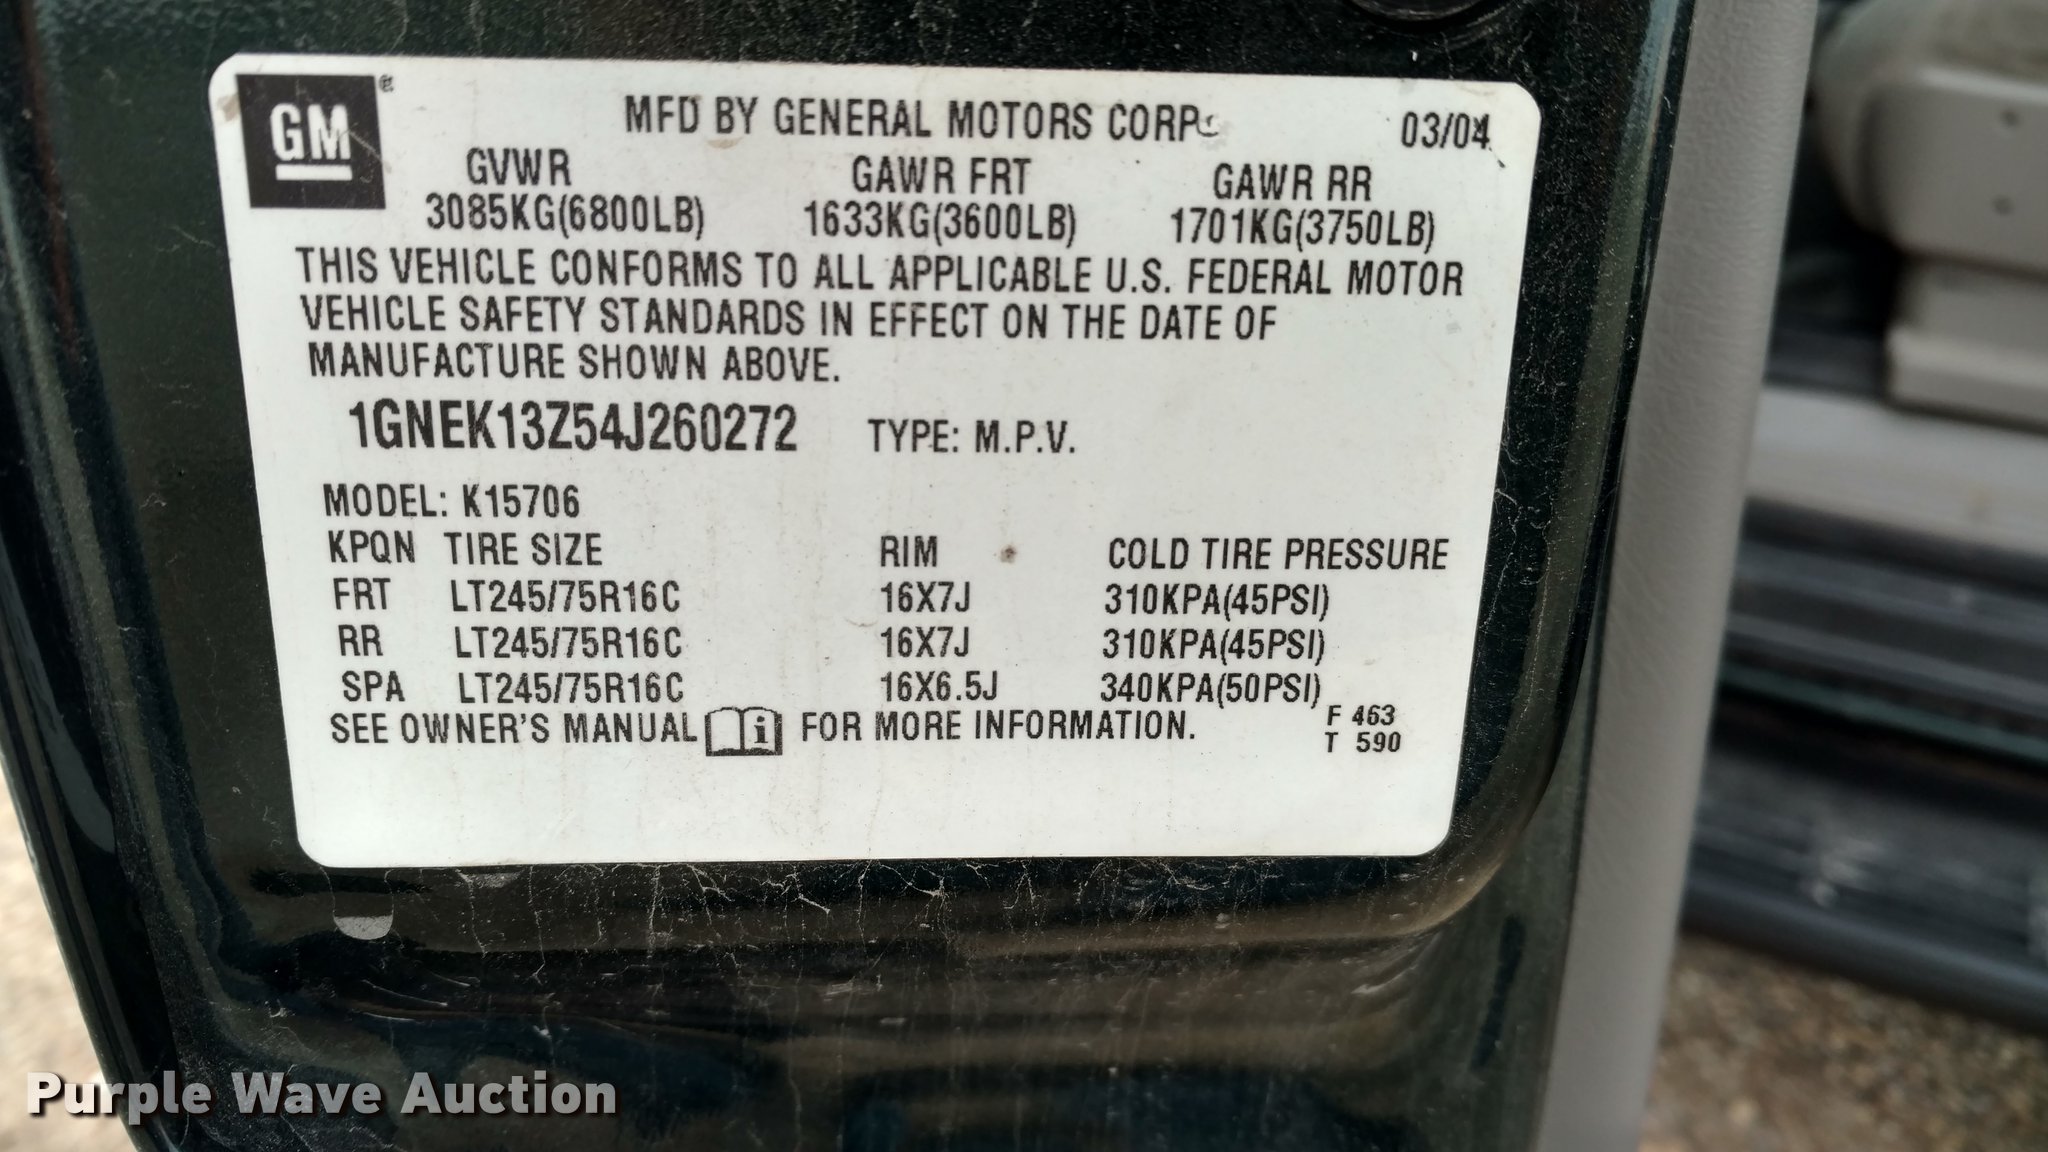 GM
MFD BY GENERAL MOTORS CORP
03/04
GVWR GAWR FRT GAWR RR
3085KG(6800LB) 1633KG(3600LB) 1701KG(3750LB)
THIS VEHICLE CONFORMS TO ALL APPLICABLE U.S. FEDERAL MOTOR
VEHICLE SAFETY STANDARDS IN EFFECT ON THE DATE OF
MANUFACTURE SHOWN ABOVE.
1GNEK13Z54J260272 TYPE: M.P.V.
MODEL: K15706
KPQN TIRE SIZE RIM COLD TIRE PRESSURE
FRT LT245/75R16C 16X7J 310KPA(45PSI)
RR LT245/75R16C 16X7J 310KPA(45PSI)
SPA LT245/75R16C 16X6.5J 340KPA(50PSI)
SEE OWNER'S MANUAL i FOR MORE INFORMATION.
F 463
T 590
Purple Wave Auction